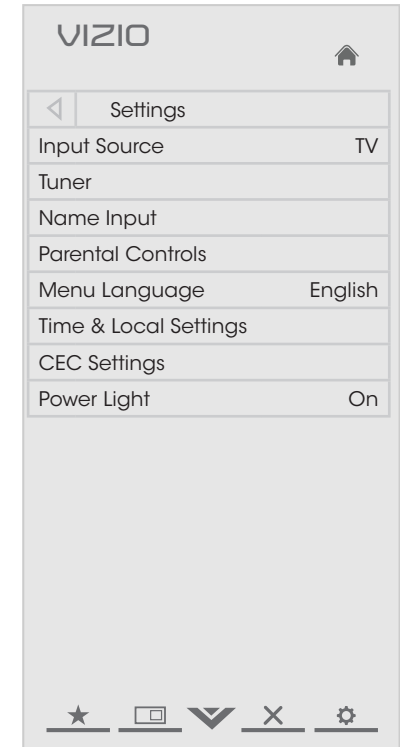 VIZIO
Settings
Input Source TV
Tuner
Name Input
Parental Controls
Menu Language English
Time & Local Settings
CEC Settings
Power Light On